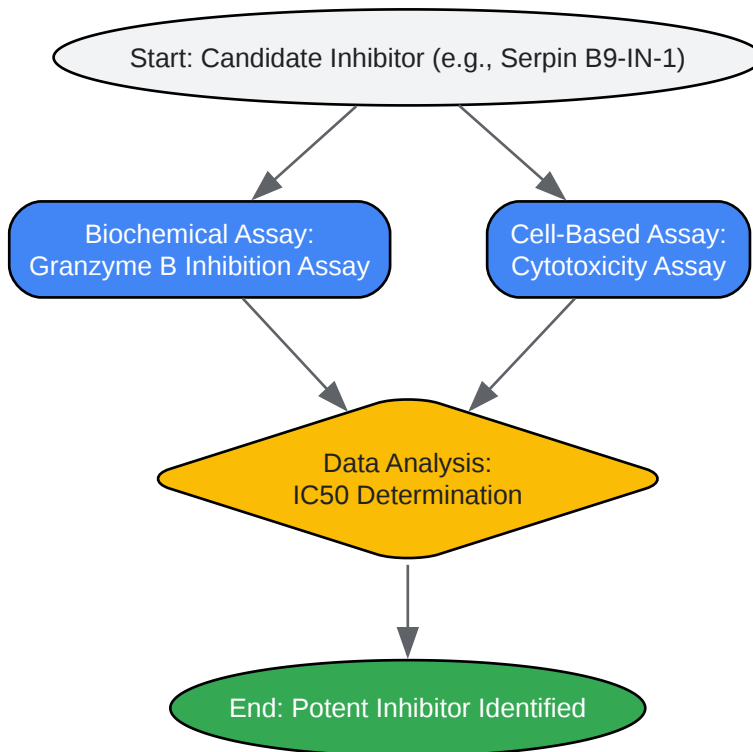 Start: Candidate Inhibitor (e.g., Serpin B9-IN-1)
Biochemical Assay:
Granzyme B Inhibition Assay
Cell-Based Assay:
Cytotoxicity Assay
Data Analysis:
IC50 Determination
End: Potent Inhibitor Identified